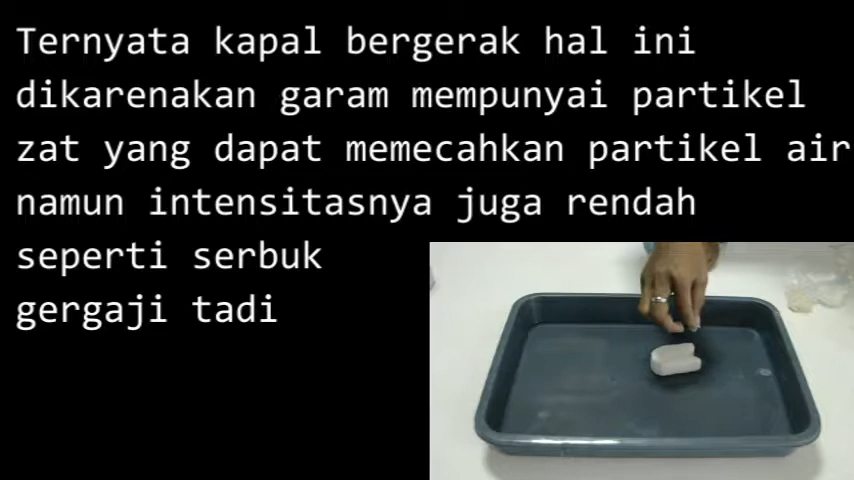 Ternyata kapal bergerak hal ini
dikarenakan garam mempunyai partikel
zat yang dapat memecahkan partikel air
namun intensitasnya juga rendah
seperti serbuk
gergaji tadi